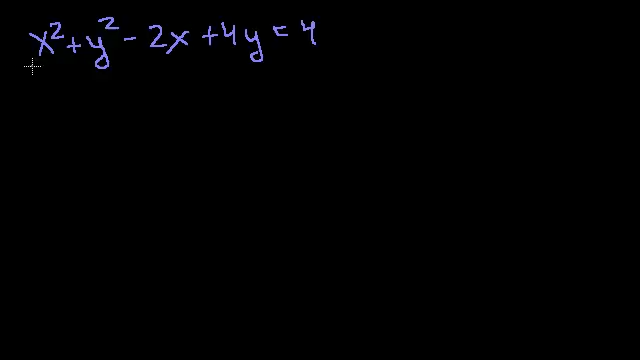 x² + y² - 2x + 4y = 4